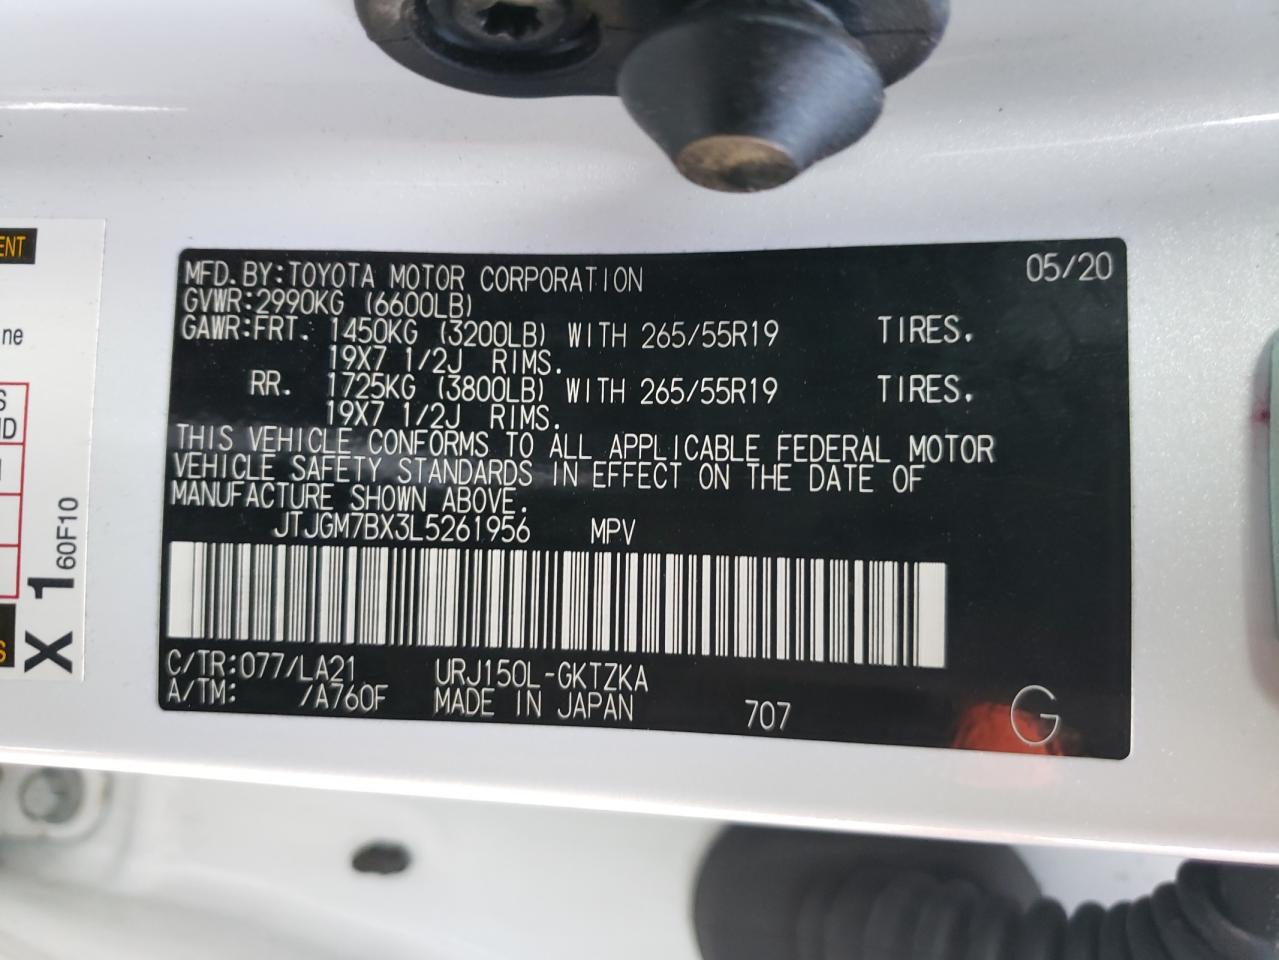 MFD.BY:TOYOTA MOTOR CORPORATION 05/20
GVWR:2990KG (6600LB)
GAWR:FRT. 1450KG (3200LB) WITH 265/55R19 TIRES.
19X7 1/2J RIMS.
RR. 1725KG (3800LB) WITH 265/55R19 TIRES.
19X7 1/2J RIMS.
THIS VEHICLE CONFORMS TO ALL APPLICABLE FEDERAL MOTOR
VEHICLE SAFETY STANDARDS IN EFFECT ON THE DATE OF
MANUFACTURE SHOWN ABOVE.
JTJGM7BX3L5261956 MPV
C/TR:077/LA21 URJ150L-GKTZKA
A/TM: /A760F MADE IN JAPAN 707 G
ENT
ne
S
ND
S
X 1 60F10